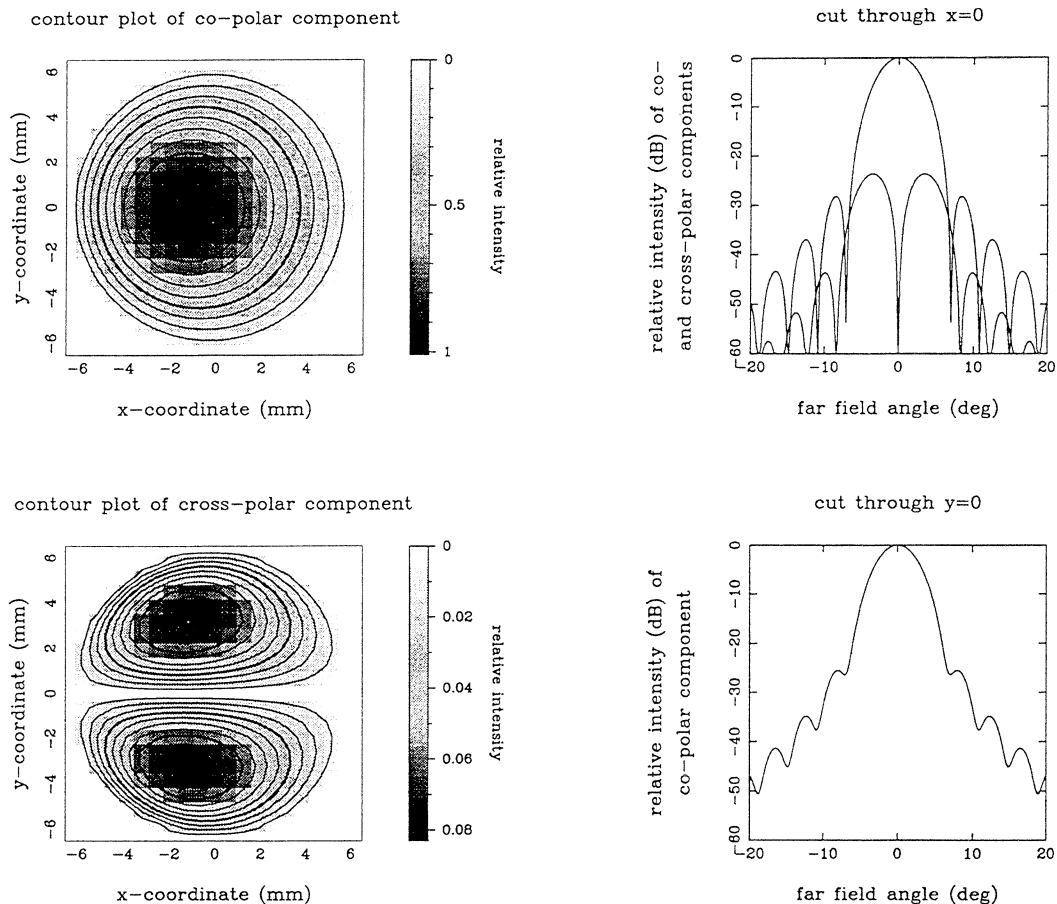 contour plot of co-polar component
6
4
2
0
-2
-4
-6
y-coordinate (mm)
-6 -4 -2 0 2 4 6
x-coordinate (mm)
0
0.5
1
relative intensity
cut through x=0
0
-10
-20
-30
-40
-50
-60
relative intensity (dB) of co-
and cross-polar components
-20 -10 0 10 20
far field angle (deg)
contour plot of cross-polar component
6
4
2
0
-2
-4
-6
y-coordinate (mm)
-6 -4 -2 0 2 4 6
x-coordinate (mm)
0
0.02
0.04
0.06
0.08
relative intensity
cut through y=0
0
-10
-20
-30
-40
-50
-60
relative intensity (dB) of
co-polar component
-20 -10 0 10 20
far field angle (deg)